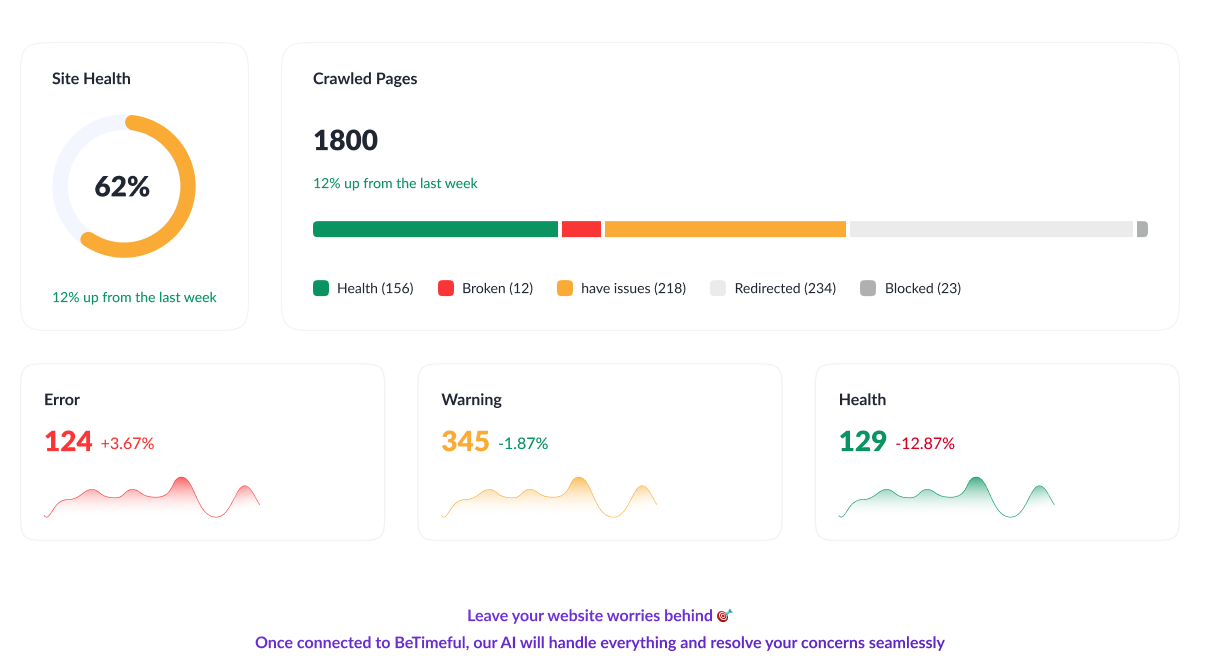 Site Health
62%
12% up from the last week
Crawled Pages
1800
12% up from the last week
Health (156) Broken (12) have issues (218) Redirected (234) Blocked (23)
Error
124 +3.67%
Warning
345 -1.87%
Health
129 -12.87%
Leave your website worries behind 🎯
Once connected to BeTimeful, our AI will handle everything and resolve your concerns seamlessly